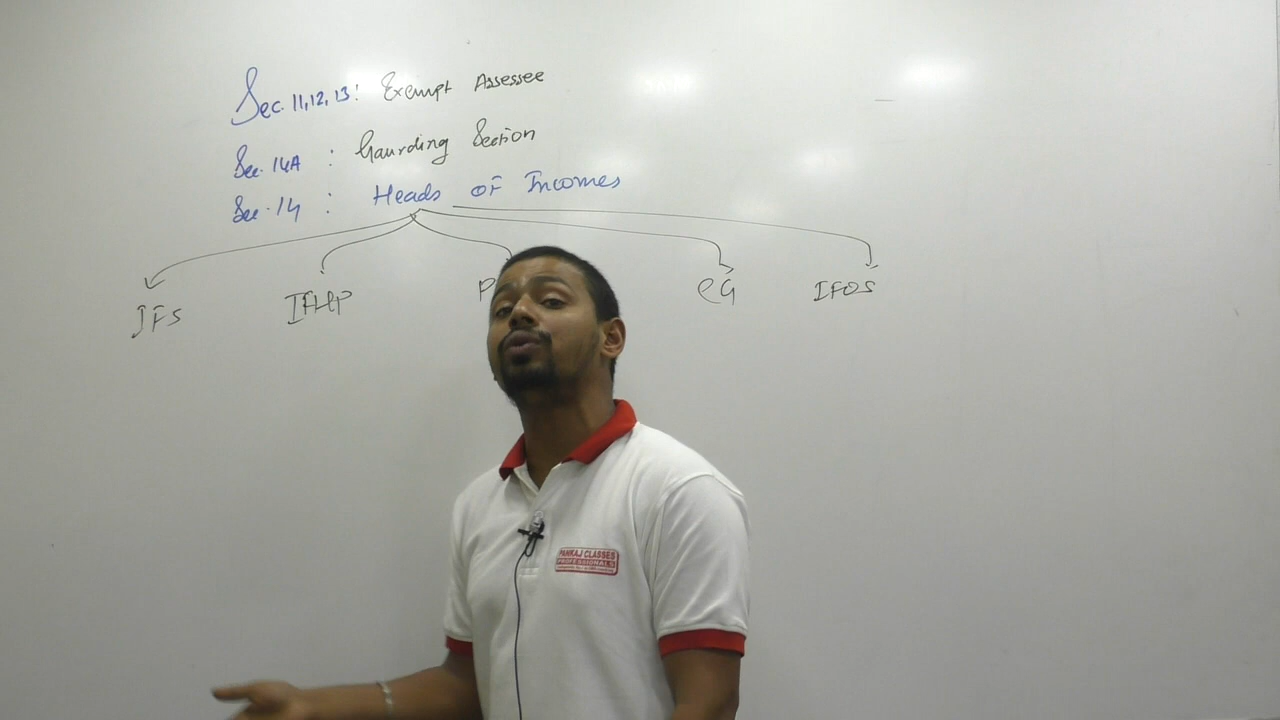 Sec. 11, 12, 13 : Exempt Assessee
Sec. 14A : Gaurding Section
Sec. 14 : Heads of Incomes
IFS IFHP P CG IFOS
PANKAJ CLASSES
PROFESSIONALS